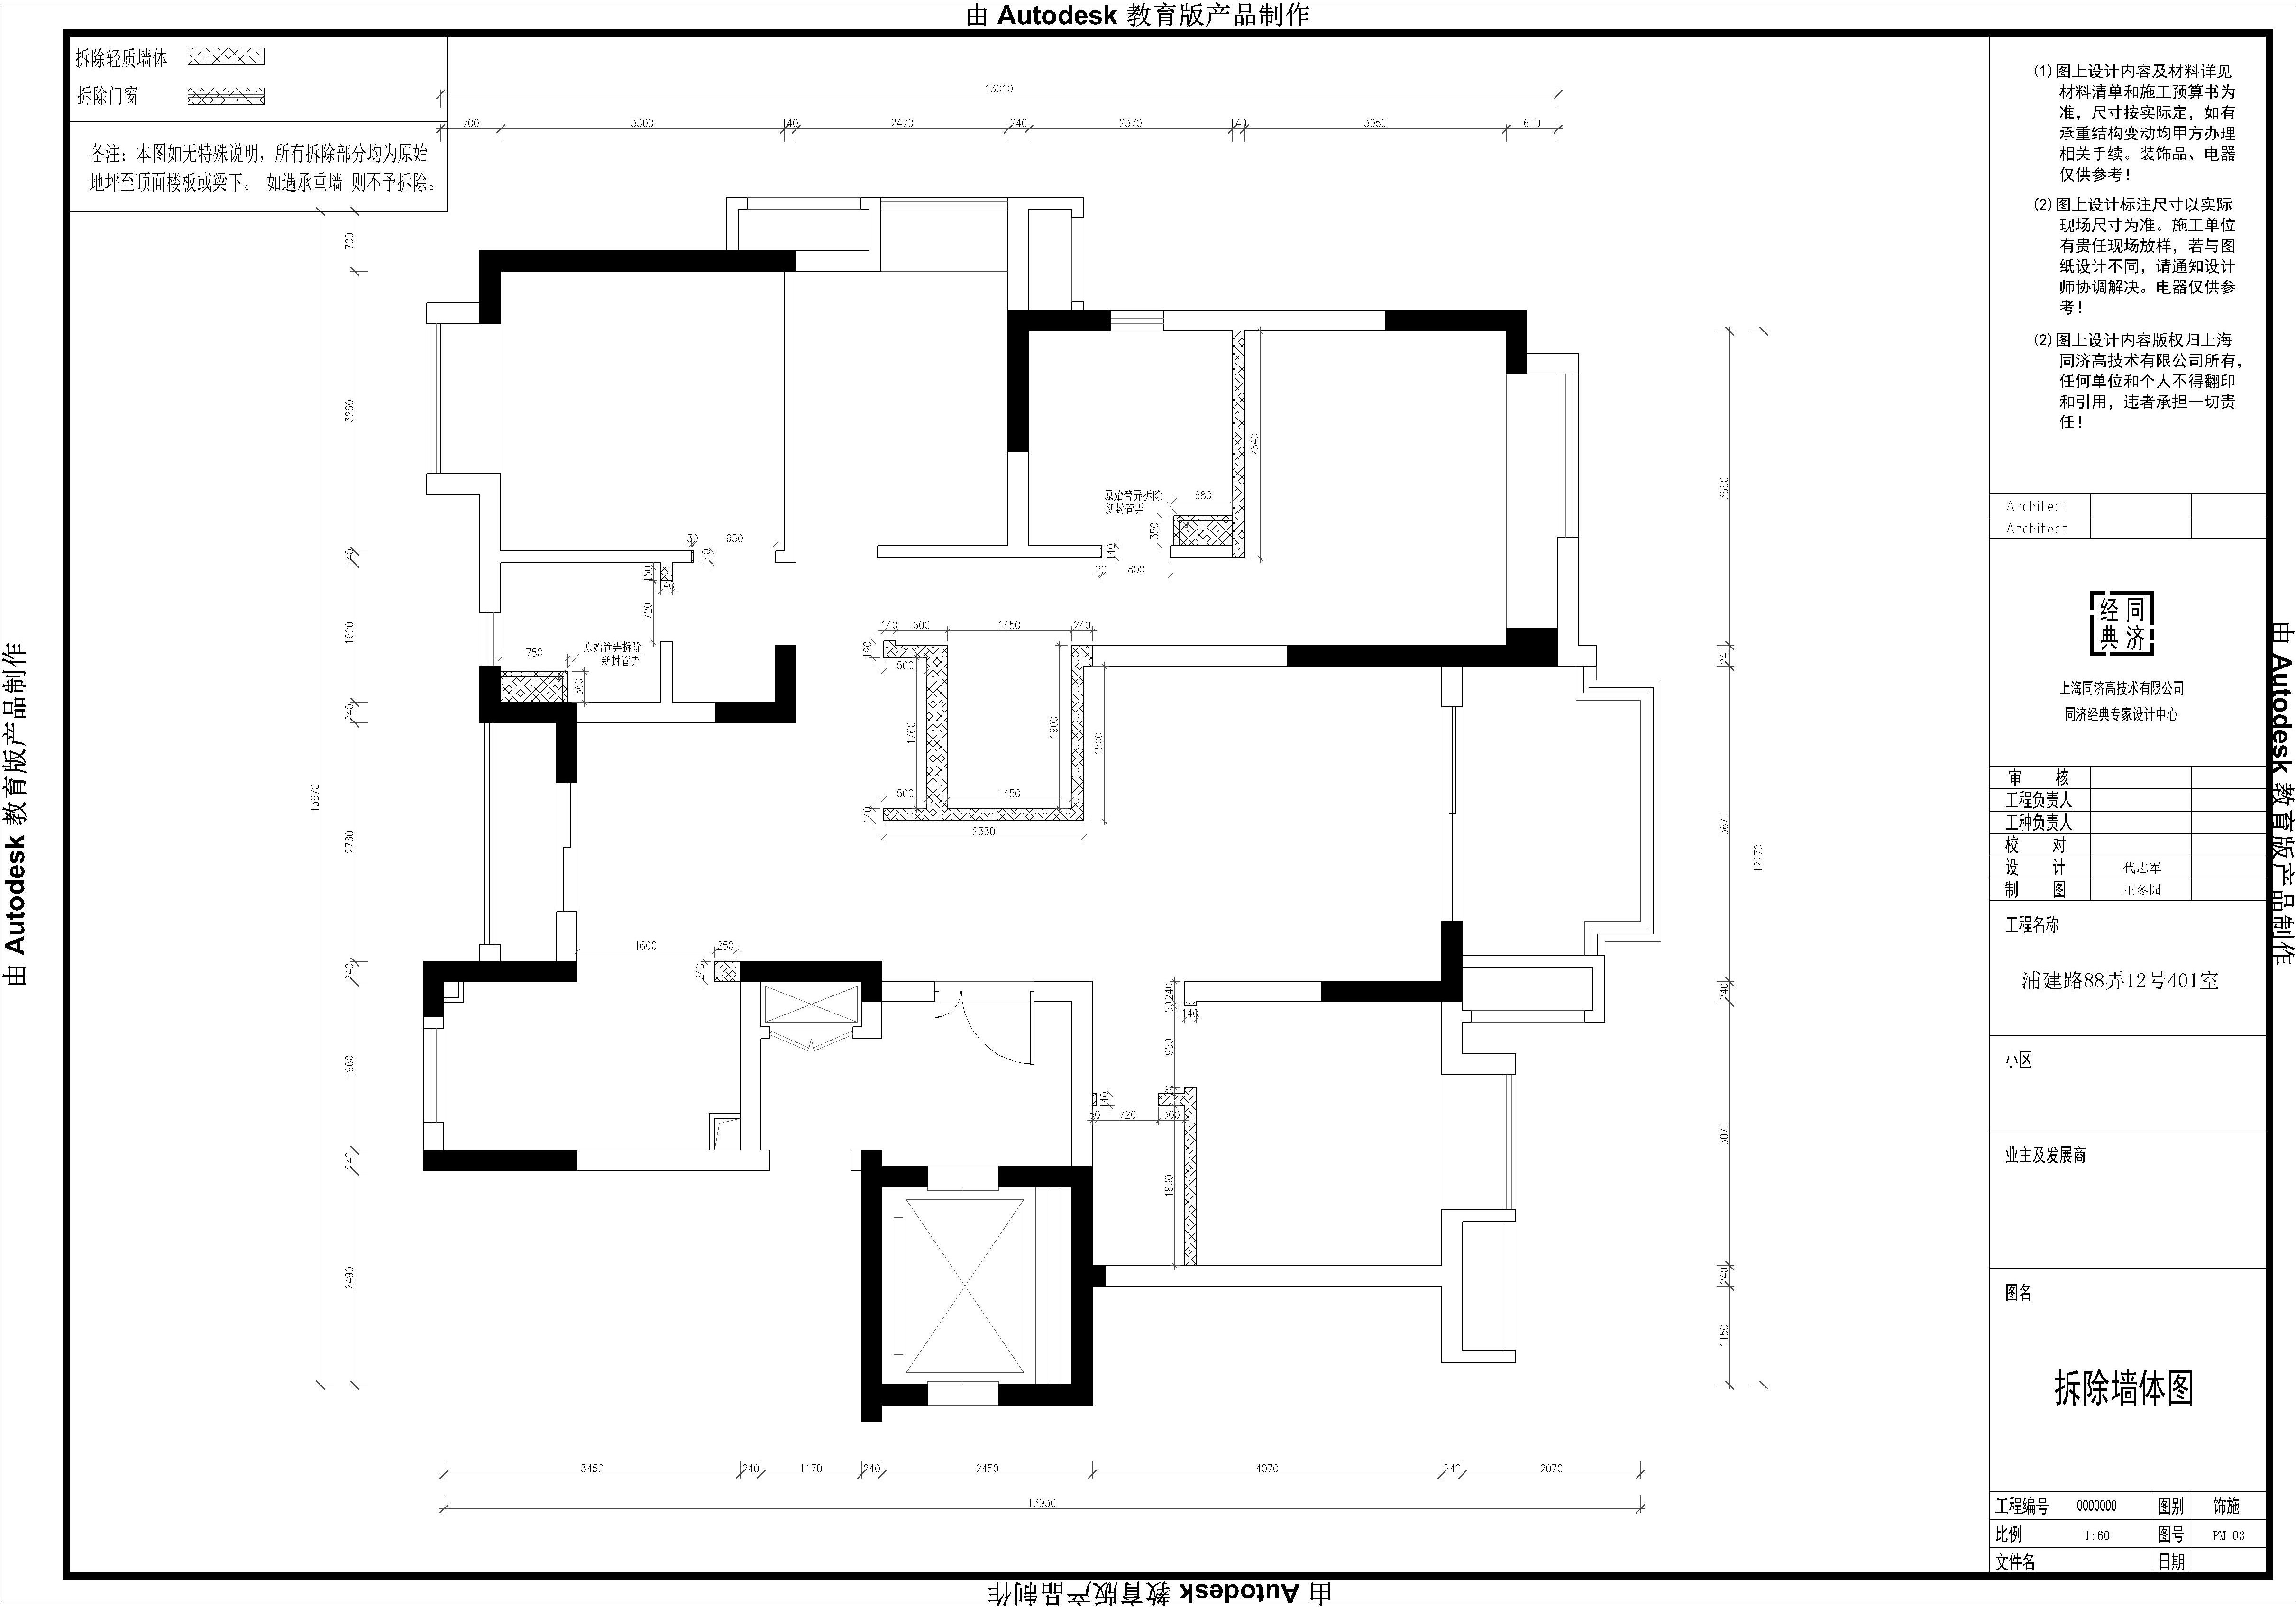 由 Autodesk 教育版产品制作
拆除轻质墙体
拆除门窗
备注：本图如无特殊说明，所有拆除部分均为原始
地坪至顶面楼板或梁下。 如遇承重墙 则不予拆除。
13010
700 3300 140 2470 240 2370 140 3050 600
13670
700
3260
140
1620
240
2780
240
1960
240
2490
30 950
140
150
140
720
原始管弄拆除
新封管弄
780
360
原始管弄拆除
新封管弄
680
350
2640
140
20 800
140 600 1450 240
190
500
1760
1900
1800
500 1450
140
2330
1600 250
240
240
50
140
950
70
140
50 720 300
1860
3660
240
3670
240
3070
240
1150
12270
3450 240 1170 240 2450 4070 240 2070
13930
(1)图上设计内容及材料详见
材料清单和施工预算书为
准，尺寸按实际定，如有
承重结构变动均甲方办理
相关手续。装饰品、电器
仅供参考！
(2)图上设计标注尺寸以实际
现场尺寸为准。施工单位
有责任现场放样，若与图
纸设计不同，请通知设计
师协调解决。电器仅供参
考！
(2)图上设计内容版权归上海
同济高技术有限公司所有，
任何单位和个人不得翻印
和引用，违者承担一切责
任！
Architect
Architect
经 同
典 济
上海同济高技术有限公司
同济经典专家设计中心
审 核
工程负责人
工种负责人
校 对
设 计 代志军
制 图 王冬园
工程名称
浦建路88弄12号401室
小区
业主及发展商
图名
拆除墙体图
工程编号 0000000 图别 饰施
比例 1:60 图号 PM-03
文件名 日期
由 Autodesk 教育版产品制作
由 Autodesk 教育版产品制作
由 Autodesk 教育版产品制作